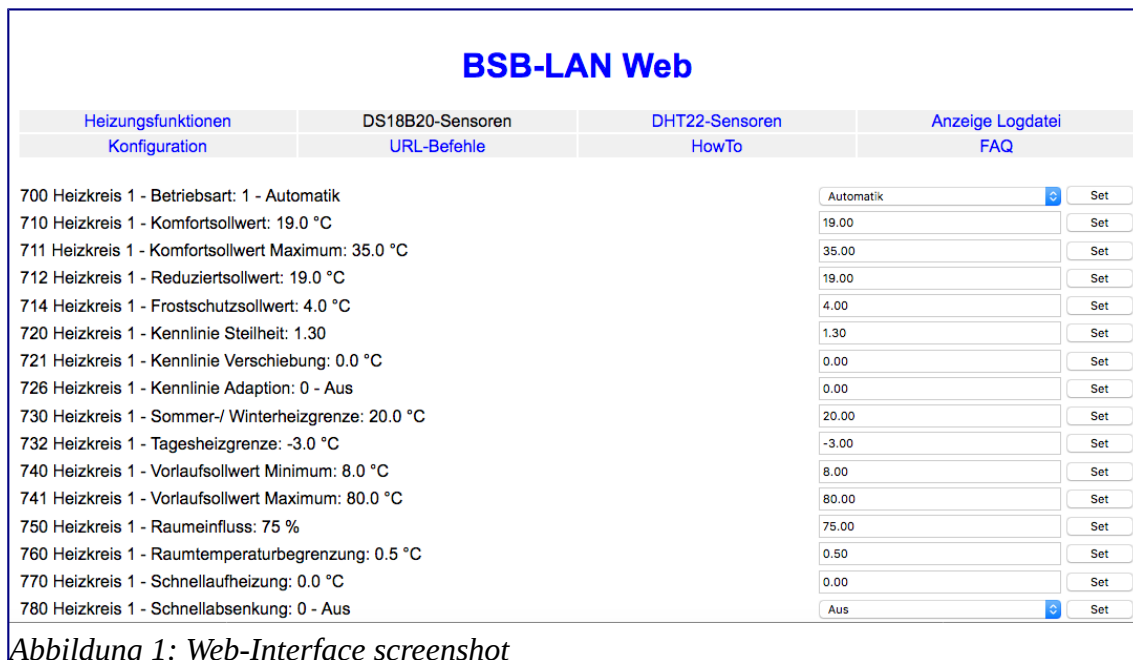 BSB-LAN Web
Heizungsfunktionen DS18B20-Sensoren DHT22-Sensoren Anzeige Logdatei
Konfiguration URL-Befehle HowTo FAQ
700 Heizkreis 1 - Betriebsart: 1 - Automatik Automatik Set
710 Heizkreis 1 - Komfortsollwert: 19.0 °C 19.00 Set
711 Heizkreis 1 - Komfortsollwert Maximum: 35.0 °C 35.00 Set
712 Heizkreis 1 - Reduziertsollwert: 19.0 °C 19.00 Set
714 Heizkreis 1 - Frostschutzsollwert: 4.0 °C 4.00 Set
720 Heizkreis 1 - Kennlinie Steilheit: 1.30 1.30 Set
721 Heizkreis 1 - Kennlinie Verschiebung: 0.0 °C 0.00 Set
726 Heizkreis 1 - Kennlinie Adaption: 0 - Aus 0.00 Set
730 Heizkreis 1 - Sommer-/ Winterheizgrenze: 20.0 °C 20.00 Set
732 Heizkreis 1 - Tagesheizgrenze: -3.0 °C -3.00 Set
740 Heizkreis 1 - Vorlaufsollwert Minimum: 8.0 °C 8.00 Set
741 Heizkreis 1 - Vorlaufsollwert Maximum: 80.0 °C 80.00 Set
750 Heizkreis 1 - Raumeinfluss: 75 % 75.00 Set
760 Heizkreis 1 - Raumtemperaturbegrenzung: 0.5 °C 0.50 Set
770 Heizkreis 1 - Schnellaufheizung: 0.0 °C 0.00 Set
780 Heizkreis 1 - Schnellabsenkung: 0 - Aus Aus Set
Abbildung 1: Web-Interface screenshot